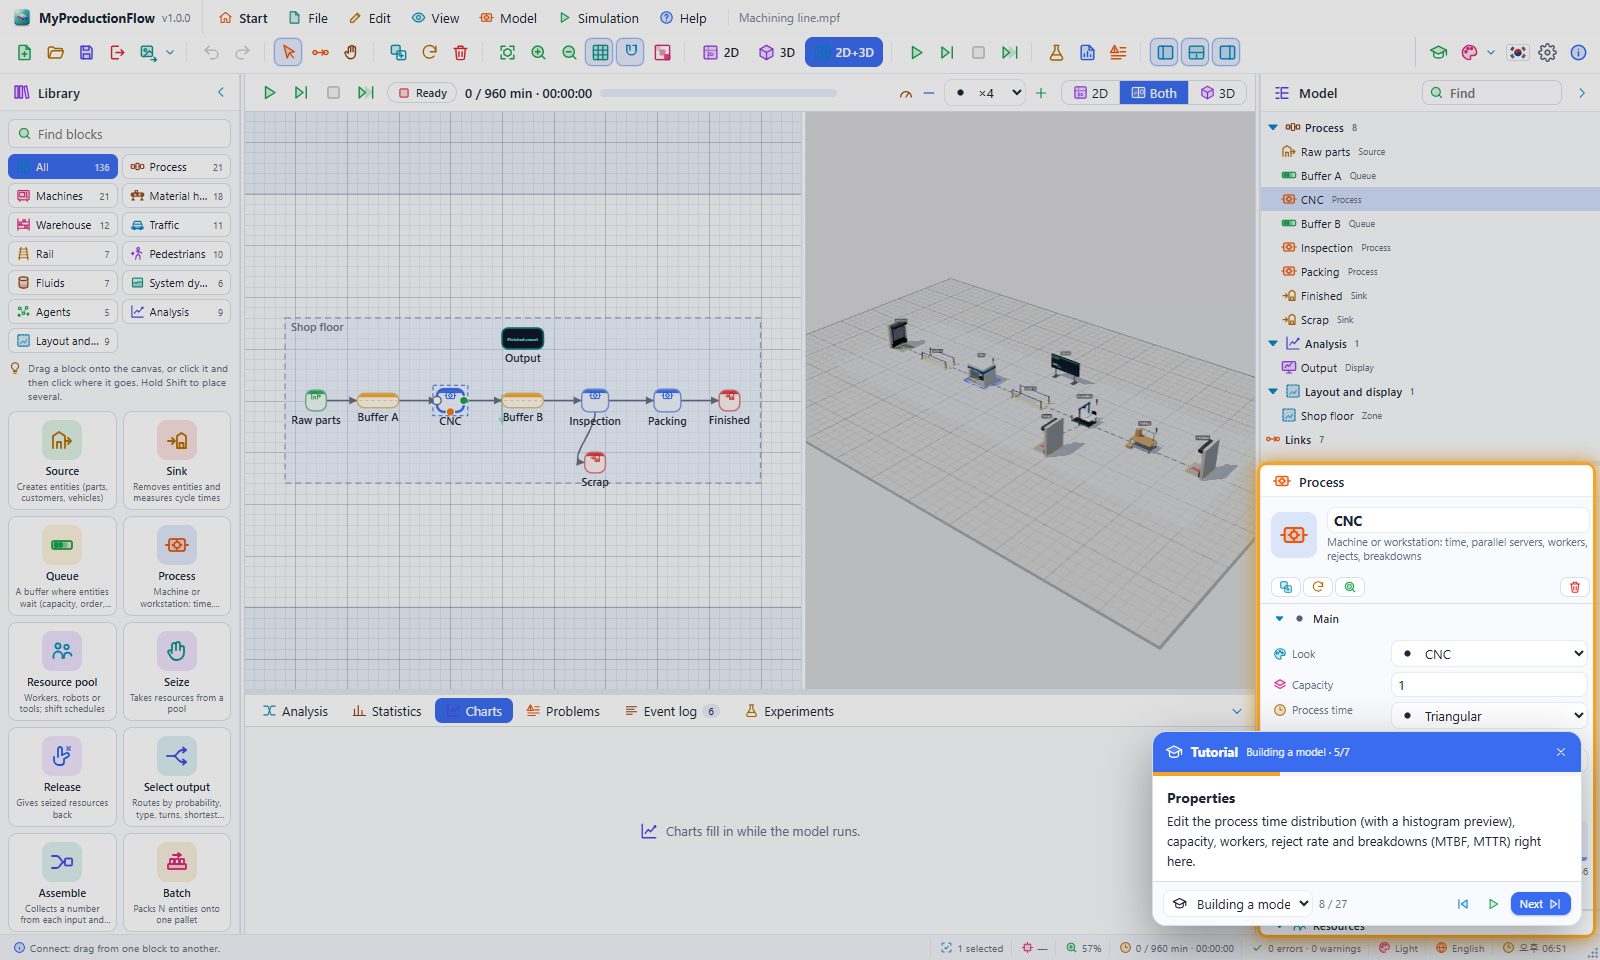 MyProductionFlow v1.0.0 Start File Edit View Model Simulation Help Machining line.mpf
2D 3D 2D+3D
Library
Find blocks
All 136 Process 21
Machines 21 Material h... 18
Warehouse 12 Traffic 11
Rail 7 Pedestrians 10
Fluids 7 System dy... 6
Agents 5 Analysis 9
Layout and... 9
Drag a block onto the canvas, or click it and
then click where it goes. Hold Shift to place
several.
Source
Creates entities (parts,
customers, vehicles)
Sink
Removes entities and
measures cycle times
Queue
A buffer where entities
wait (capacity, order,...
Process
Machine or
workstation: time,...
Resource pool
Workers, robots or
tools; shift schedules
Seize
Takes resources from a
pool
Release
Gives seized resources
back
Select output
Routes by probability,
type, turns, shortest...
Assemble
Collects a number
from each input and...
Batch
Packs N entities onto
one pallet
Ready 0 / 960 min · 00:00:00 ×4 2D Both 3D
Shop floor
Output
Raw parts Buffer A CNC Buffer B Inspection Packing Finished
Scrap
Analysis Statistics Charts Problems Event log 6 Experiments
Charts fill in while the model runs.
Model Find
Process 8
Raw parts Source
Buffer A Queue
CNC Process
Buffer B Queue
Inspection Process
Packing Process
Finished Sink
Scrap Sink
Analysis 1
Output Display
Layout and display 1
Shop floor Zone
Links 7
Process
CNC
Machine or workstation: time, parallel servers, workers,
rejects, breakdowns
Main
Look CNC
Capacity 1
Process time Triangular
Tutorial Building a model · 5/7
Properties
Edit the process time distribution (with a histogram preview),
capacity, workers, reject rate and breakdowns (MTBF, MTTR) right
here.
Building a mode 8 / 27 Next
Resources
Connect: drag from one block to another.
1 selected — 57% 0 / 960 min · 00:00:00 0 errors · 0 warnings Light English 오후 06:51